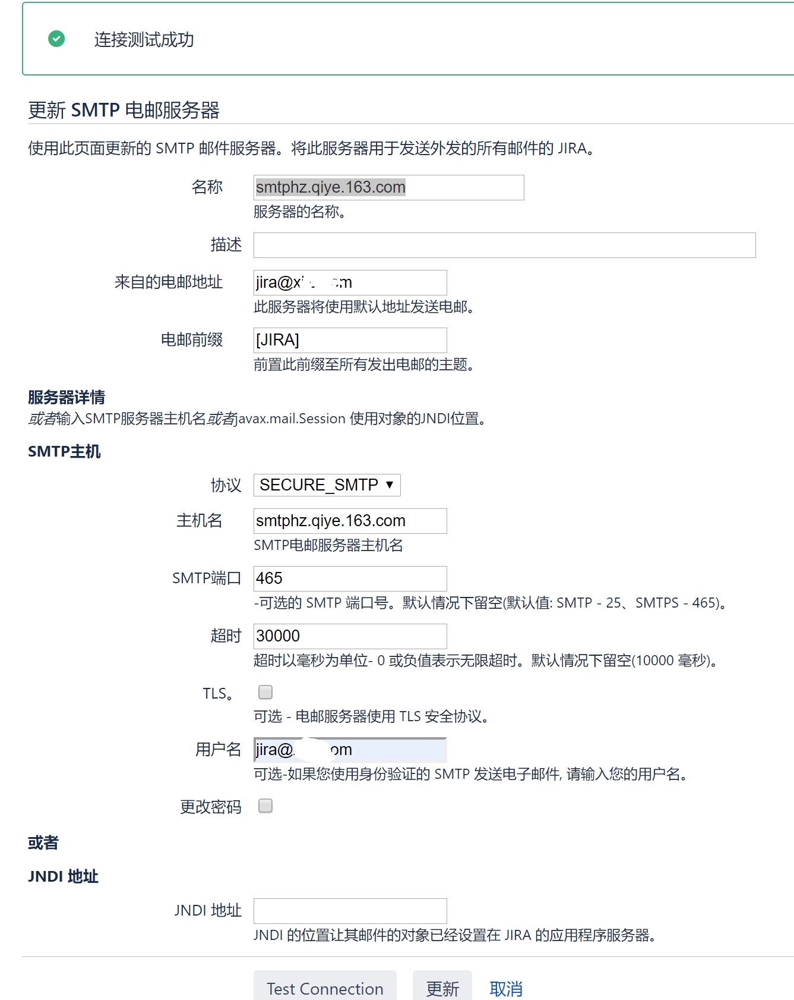 连接测试成功
更新 SMTP 电邮服务器
使用此页面更新的 SMTP 邮件服务器。将此服务器用于发送外发的所有邮件的 JIRA。
名称 smtphz.qiye.163.com
服务器的名称。
描述
来自的电邮地址 jira@
此服务器将使用默认地址发送电邮。
电邮前缀 [JIRA]
前置此前缀至所有发出电邮的主题。
服务器详情
或者输入SMTP服务器主机名或者javax.mail.Session 使用对象的JNDI位置。
SMTP主机
协议 SECURE_SMTP
主机名 smtphz.qiye.163.com
SMTP电邮服务器主机名
SMTP端口 465
-可选的 SMTP 端口号。默认情况下留空(默认值: SMTP - 25、SMTPS - 465)。
超时 30000
超时以毫秒为单位- 0 或负值表示无限超时。默认情况下留空(10000 毫秒)。
TLS。
可选 - 电邮服务器使用 TLS 安全协议。
用户名 jira@
可选-如果您使用身份验证的 SMTP 发送电子邮件, 请输入您的用户名。
更改密码
或者
JNDI 地址
JNDI 地址
JNDI 的位置让其邮件的对象已经设置在 JIRA 的应用程序服务器。
Test Connection 更新 取消